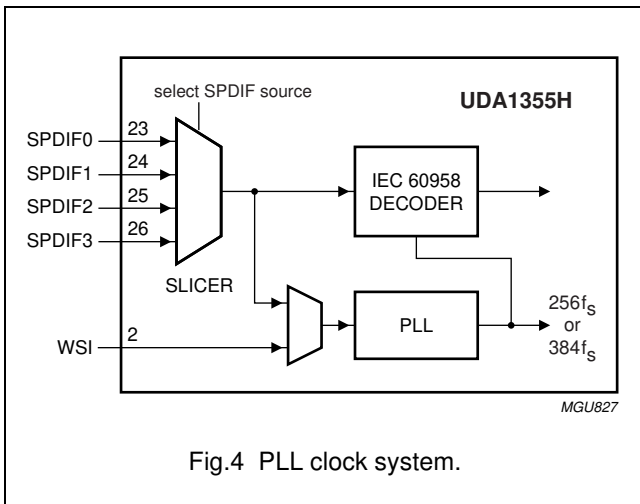 select SPDIF source
UDA1355H
SPDIF0
23
SPDIF1
24
SPDIF2
25
SPDIF3
26
IEC 60958
DECODER
SLICER
WSI
2
PLL
256fs
or
384fs
MGU827
Fig.4 PLL clock system.